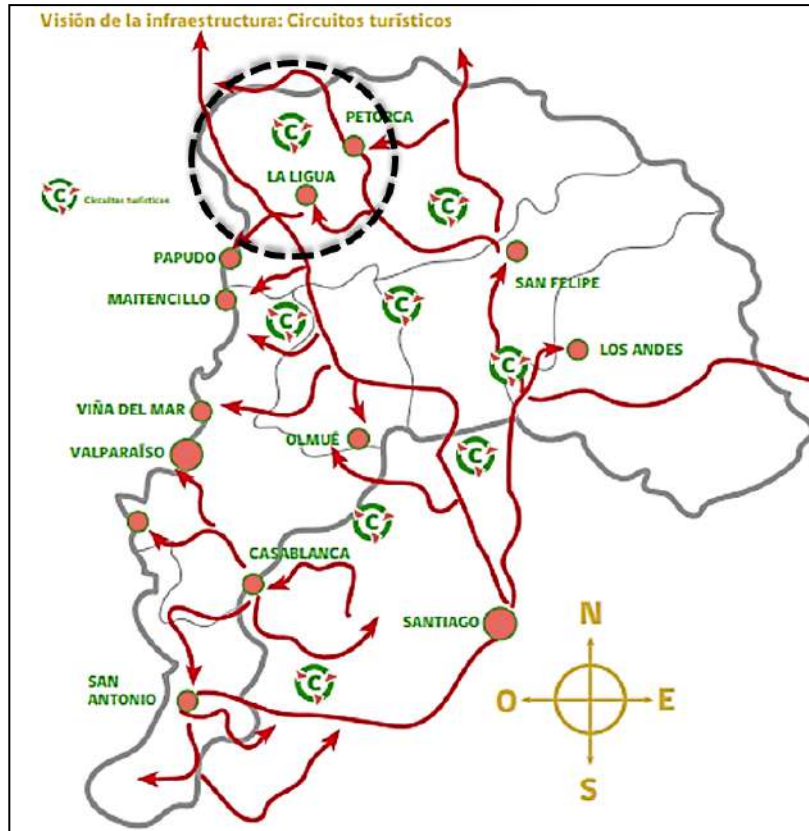 Visión de la infraestructura: Circuitos turísticos
PETORCA
C
LA LIGUA
C
Circuitos turísticos
C
PAPUDO
SAN FELIPE
MAITENCILLO
C
C
LOS ANDES
C
VIÑA DEL MAR
OLMUÉ
VALPARAÍSO
C
C
CASABLANCA
SANTIAGO
N
C
SAN
ANTONIO
O
E
S